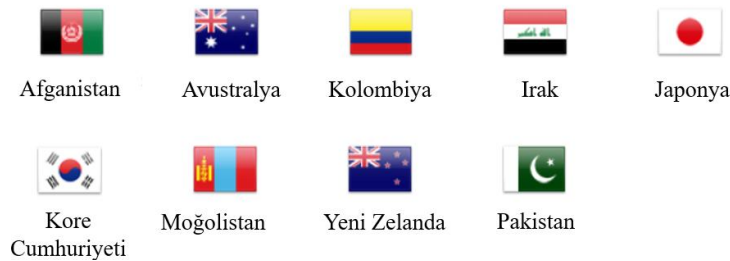 Afganistan Avustralya Kolombiya Irak Japonya
Kore Moğolistan Yeni Zelanda Pakistan
Cumhuriyeti